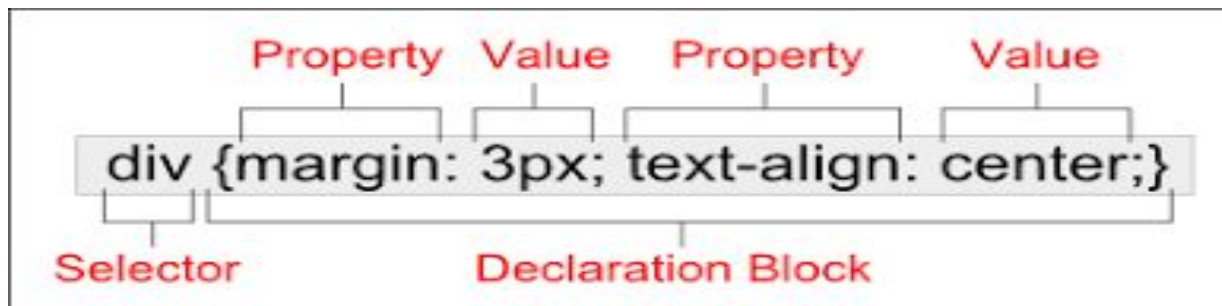 Property Value Property Value
div {margin: 3px; text-align: center;}
Selector Declaration Block